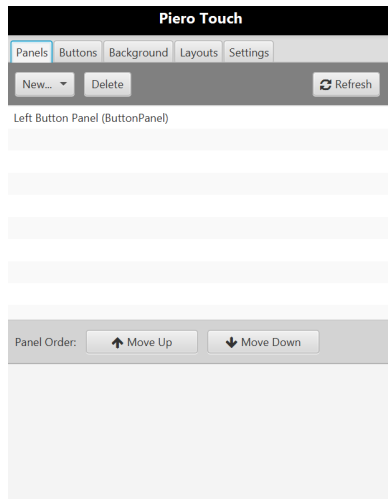 Piero Touch
Panels Buttons Background Layouts Settings
New... Delete Refresh
Left Button Panel (ButtonPanel)
Panel Order: Move Up Move Down